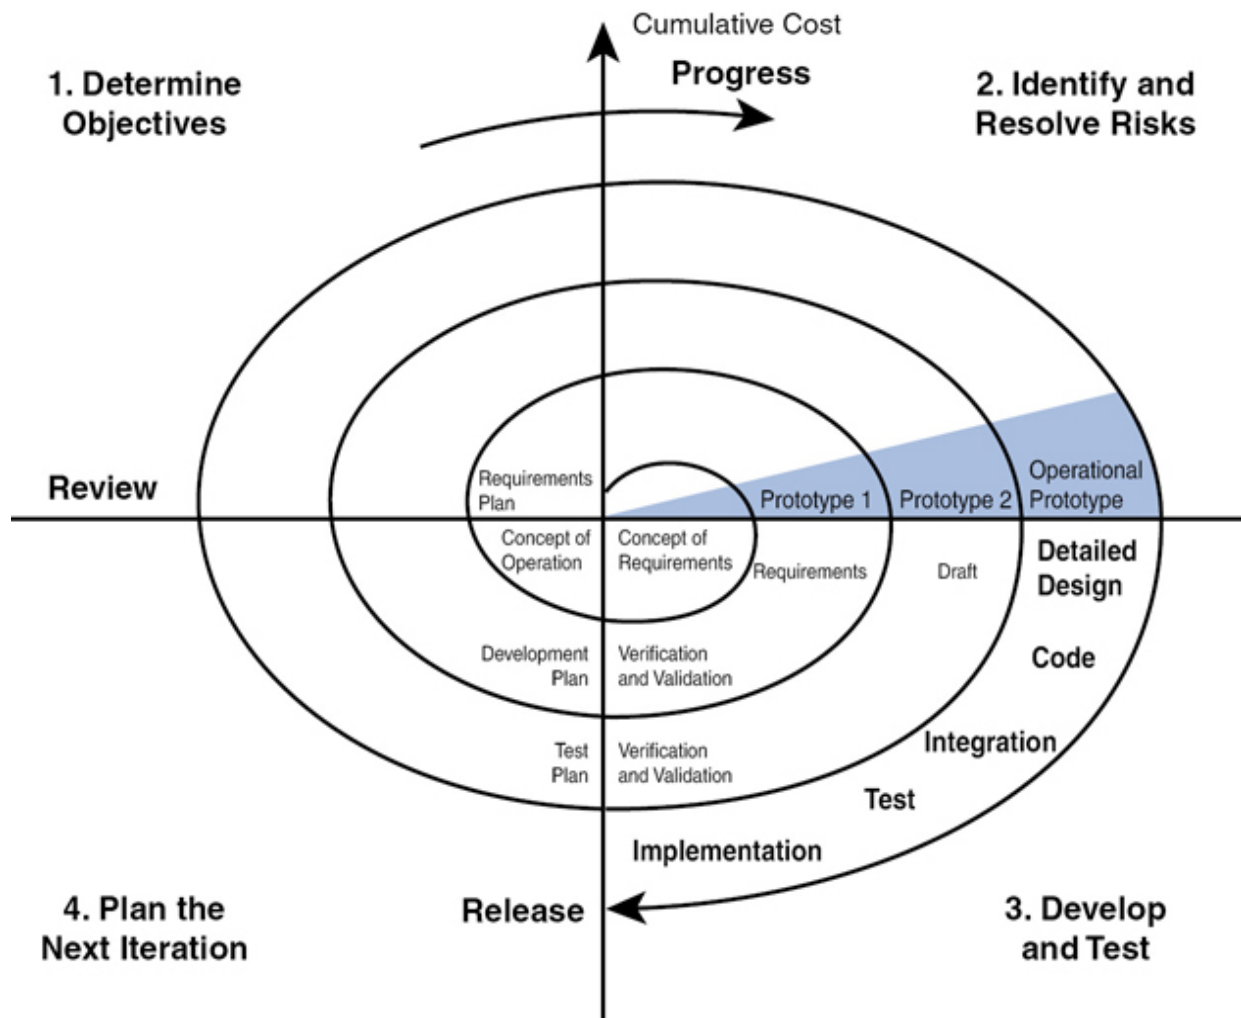 Cumulative Cost
Progress
1. Determine
Objectives
2. Identify and
Resolve Risks
Review
Requirements
Plan
Prototype 1
Prototype 2
Operational
Prototype
Concept of
Operation
Concept of
Requirements
Requirements
Draft
Detailed
Design
Development
Plan
Verification
and Validation
Code
Test
Plan
Verification
and Validation
Integration
Test
Implementation
4. Plan the
Next Iteration
Release
3. Develop
and Test